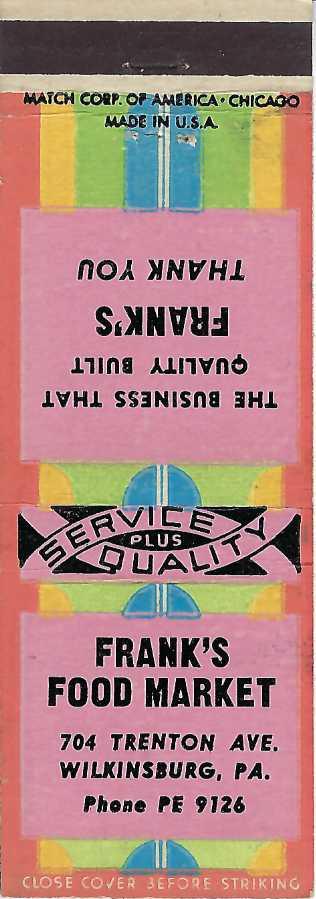 MATCH CORP. OF AMERICA · CHICAGO
MADE IN U.S.A.
THE BUSINESS THAT
QUALITY BUILT
FRANK'S
THANK YOU
SERVICE
PLUS
QUALITY
FRANK'S
FOOD MARKET
704 TRENTON AVE.
WILKINSBURG, PA.
Phone PE 9126
CLOSE COVER BEFORE STRIKING